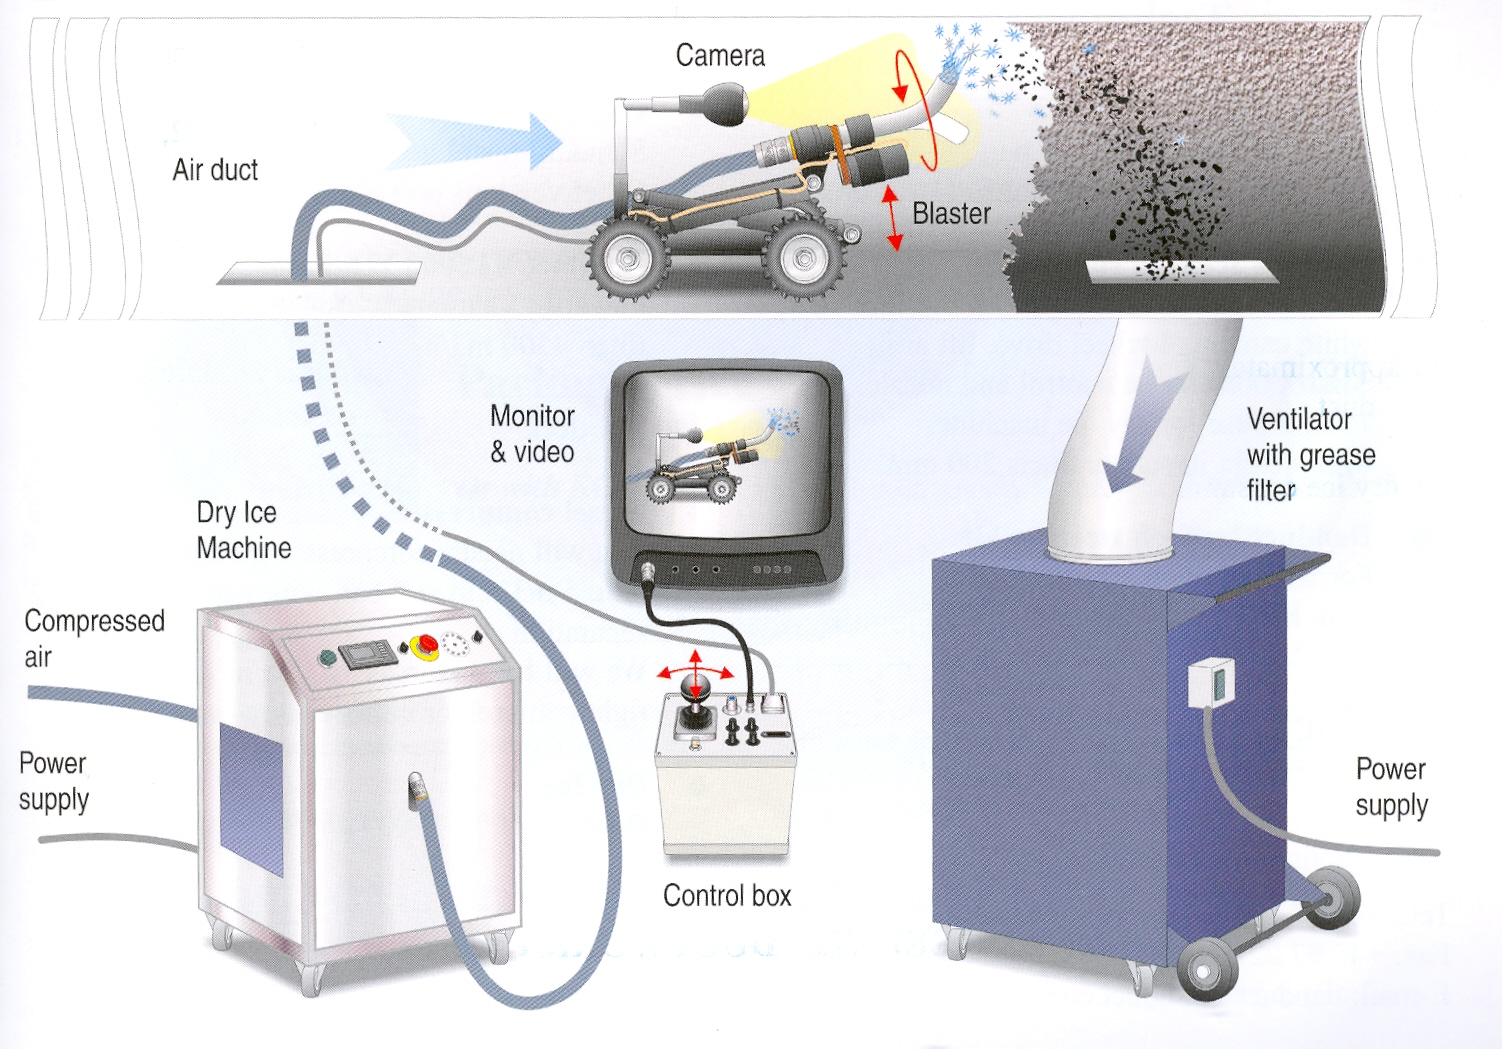 Camera
Air duct
Blaster
Monitor
& video
Ventilator
with grease
filter
Dry Ice
Machine
Compressed
air
Power
supply
Power
supply
Control box